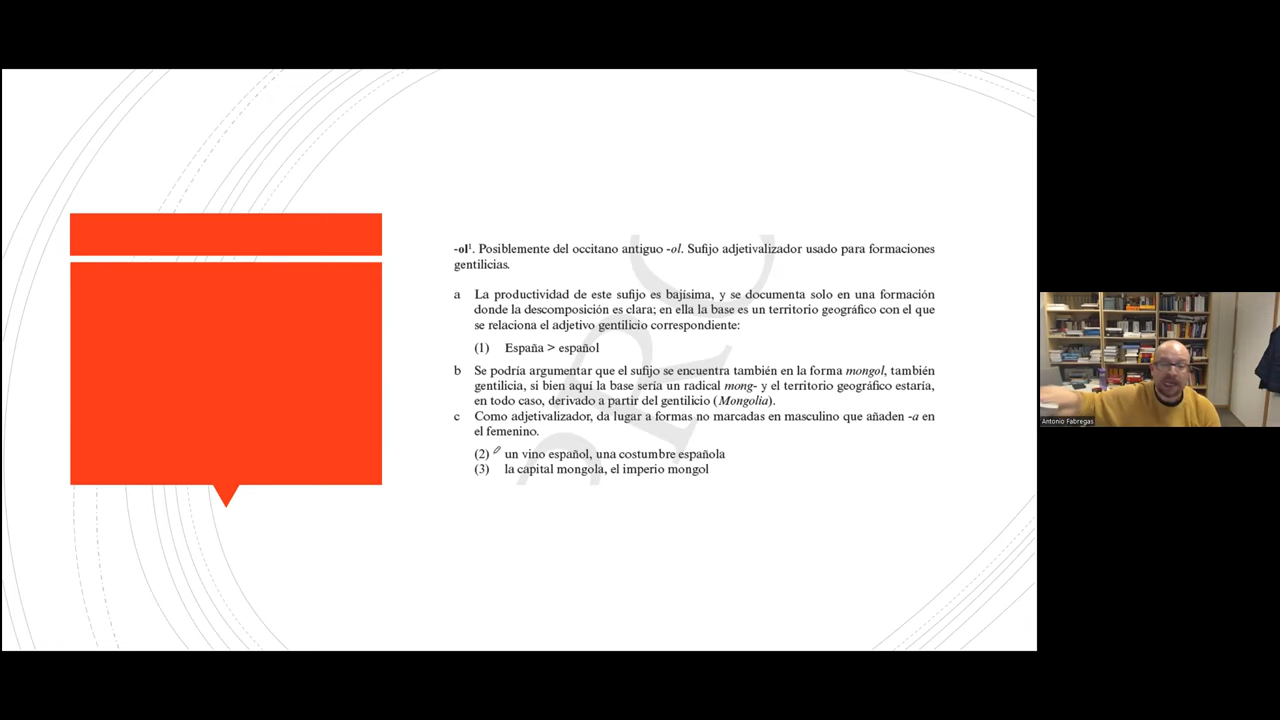 -ol¹. Posiblemente del occitano antiguo -ol. Sufijo adjetivalizador usado para formaciones
gentilicias.
a La productividad de este sufijo es bajísima, y se documenta solo en una formación
donde la descomposición es clara; en ella la base es un territorio geográfico con el que
se relaciona el adjetivo gentilicio correspondiente:
(1) España > español
b Se podría argumentar que el sufijo se encuentra también en la forma mongol, también
gentilicia, si bien aquí la base sería un radical mong- y el territorio geográfico estaría,
en todo caso, derivado a partir del gentilicio (Mongolia).
c Como adjetivalizador, da lugar a formas no marcadas en masculino que añaden -a en
el femenino.
(2) un vino español, una costumbre española
(3) la capital mongola, el imperio mongol
Antonio Fabregas